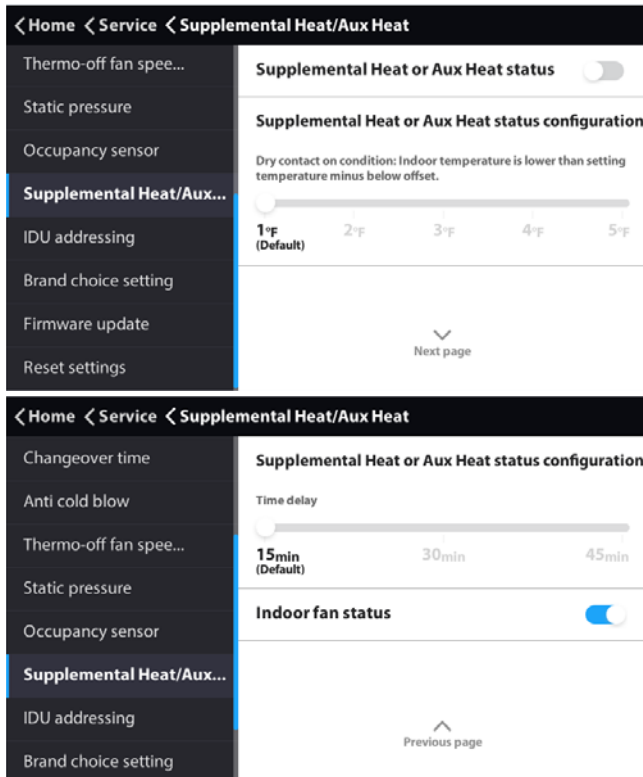 Home Service Supplemental Heat/Aux Heat
Thermo-off fan spee...
Static pressure
Occupancy sensor
Supplemental Heat/Aux...
IDU addressing
Brand choice setting
Firmware update
Reset settings
Supplemental Heat or Aux Heat status
Supplemental Heat or Aux Heat status configuration
Dry contact on condition: Indoor temperature is lower than setting
temperature minus below offset.
1°F 2°F 3°F 4°F 5°F
(Default)
Next page
Home Service Supplemental Heat/Aux Heat
Changeover time
Anti cold blow
Thermo-off fan spee...
Static pressure
Occupancy sensor
Supplemental Heat/Aux...
IDU addressing
Brand choice setting
Supplemental Heat or Aux Heat status configuration
Time delay
15min 30min 45min
(Default)
Indoor fan status
Previous page